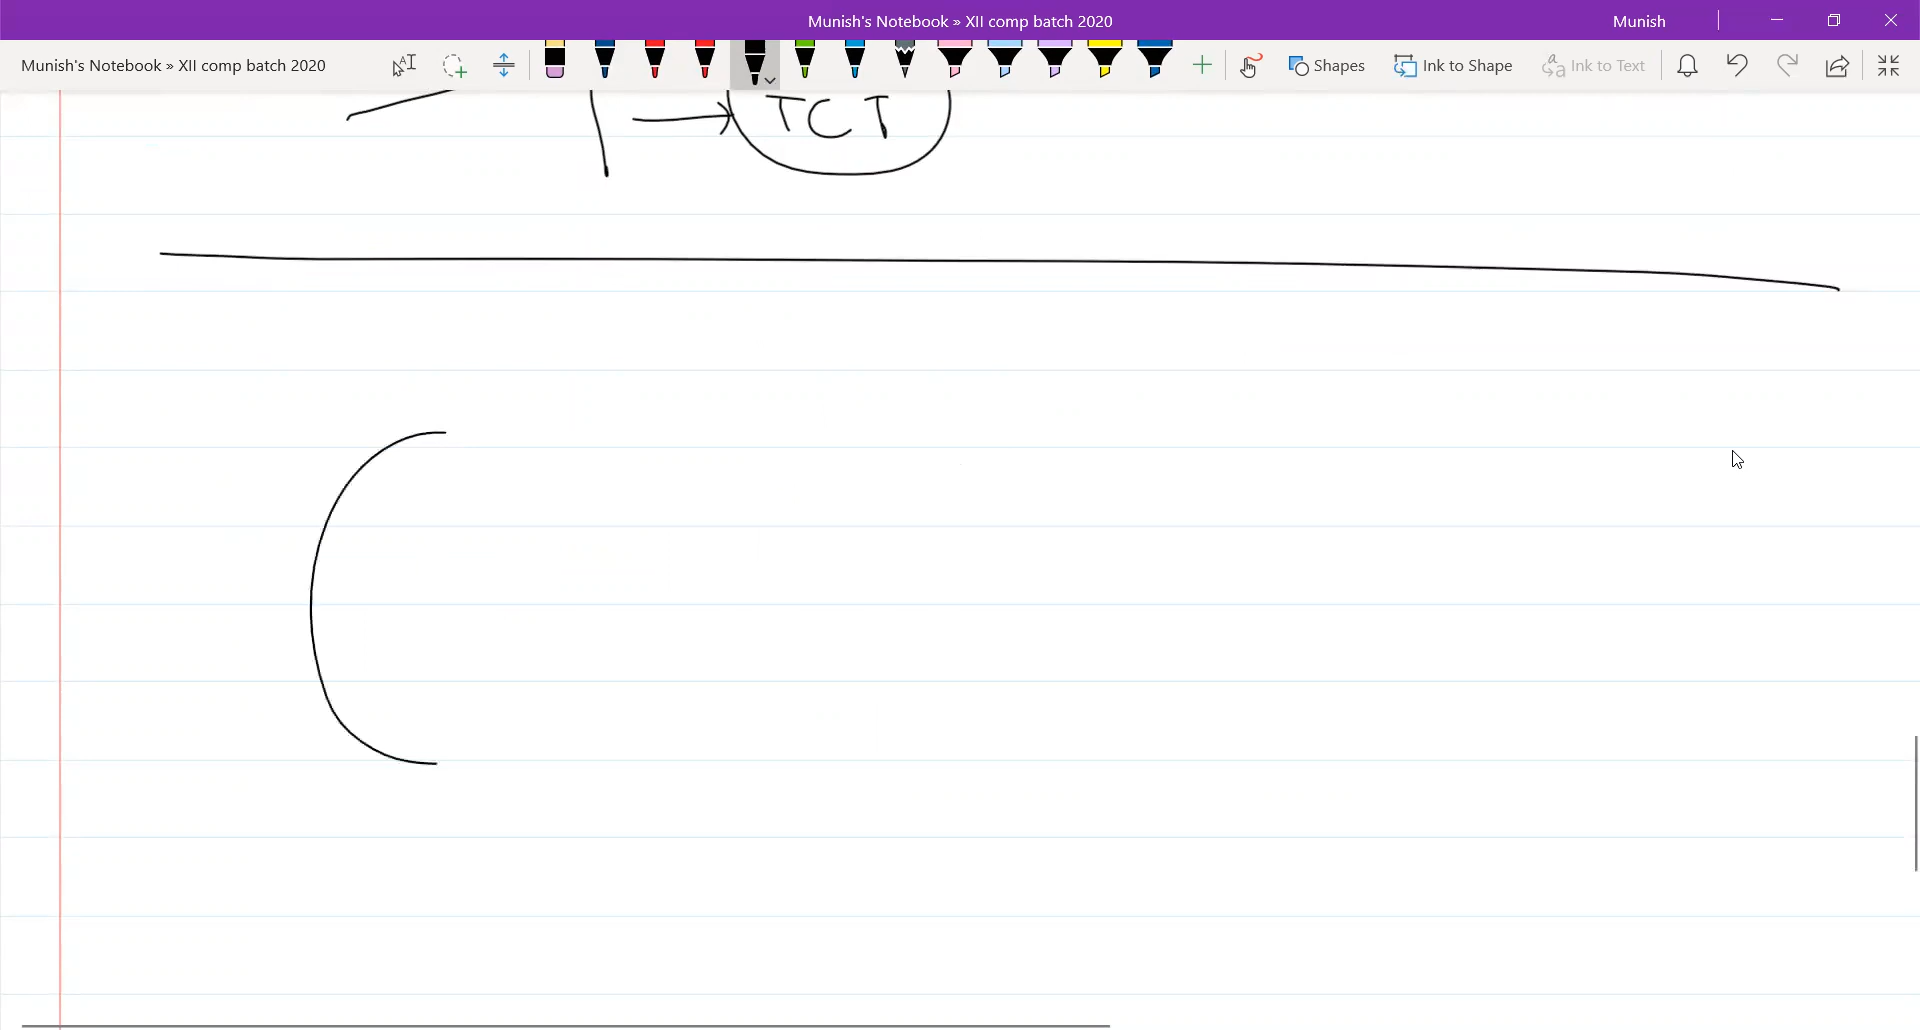 Munish's Notebook » XII comp batch 2020
Munish
Munish's Notebook » XII comp batch 2020
Shapes
Ink to Shape
Ink to Text
TCT